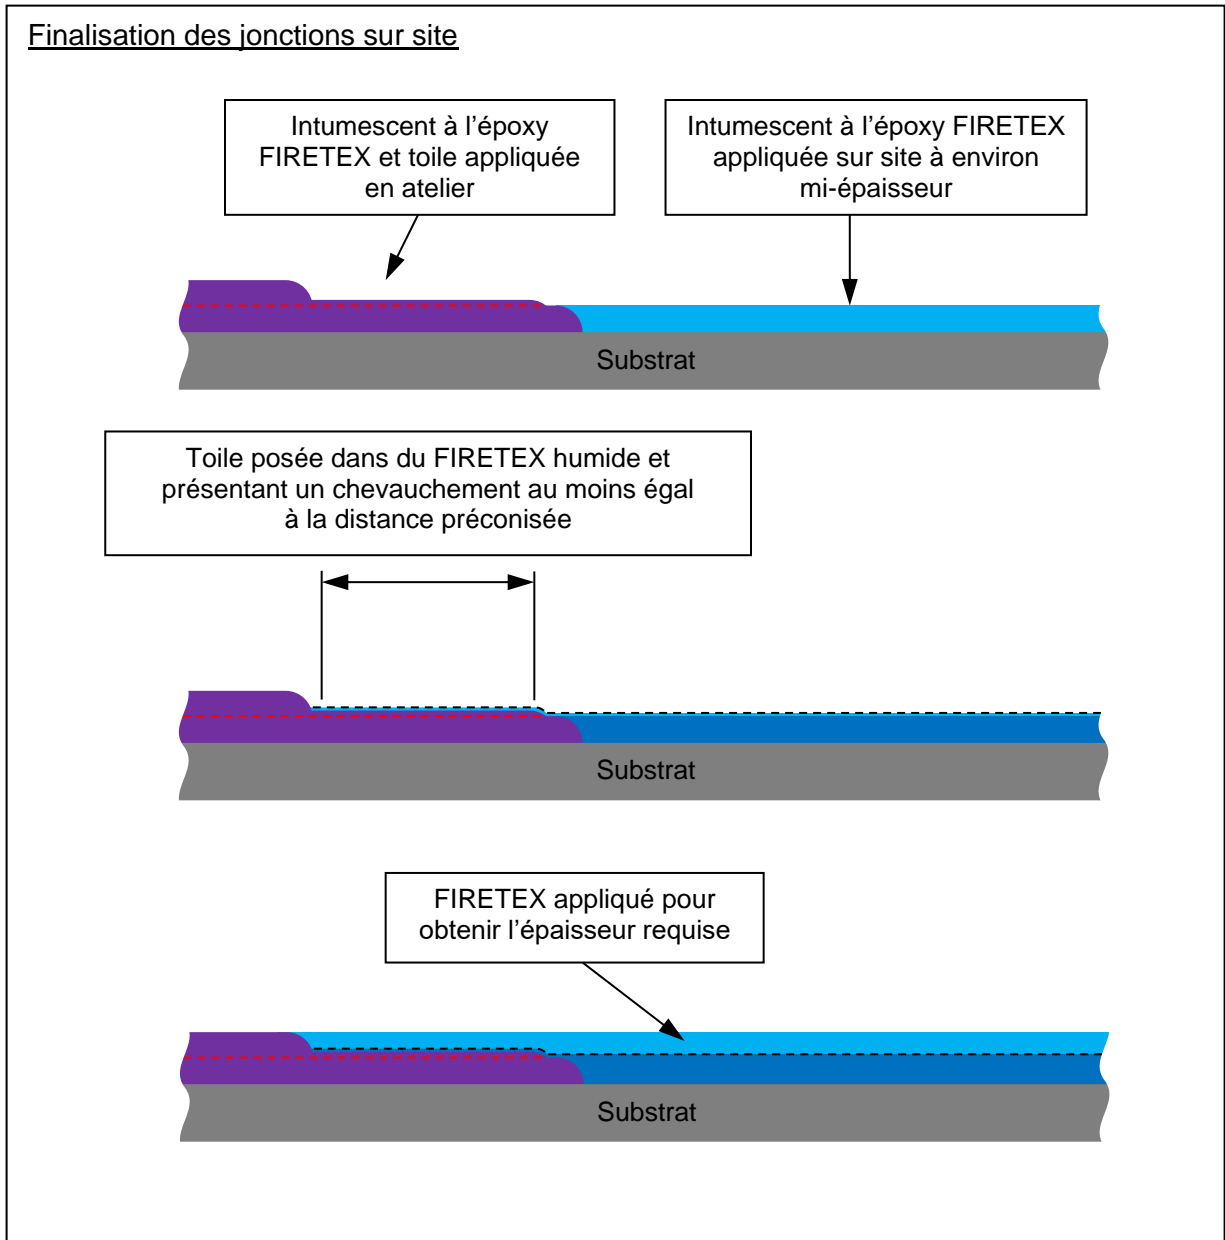 Finalisation des jonctions sur site
Intumescent à l’époxy
FIRETEX et toile appliquée
en atelier
Intumescent à l’époxy FIRETEX
appliquée sur site à environ
mi-épaisseur
Substrat
Toile posée dans du FIRETEX humide et
présentant un chevauchement au moins égal
à la distance préconisée
Substrat
FIRETEX appliqué pour
obtenir l’épaisseur requise
Substrat